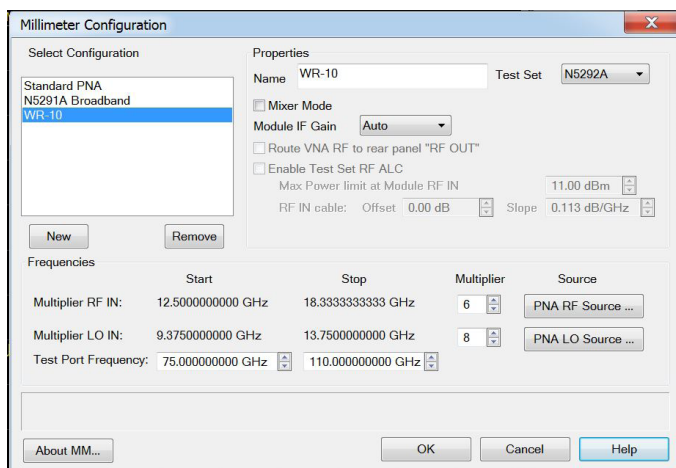 Millimeter Configuration
Select Configuration
Standard PNA
N5291A Broadband
WR-10
New Remove
Properties
Name WR-10 Test Set N5292A
Mixer Mode
Module IF Gain Auto
Route VNA RF to rear panel "RF OUT"
Enable Test Set RF ALC
Max Power limit at Module RF IN 11.00 dBm
RF IN cable: Offset 0.00 dB Slope 0.113 dB/GHz
Frequencies
Start Stop Multiplier Source
Multiplier RF IN: 12.5000000000 GHz 18.3333333333 GHz 6 PNA RF Source ...
Multiplier LO IN: 9.3750000000 GHz 13.7500000000 GHz 8 PNA LO Source ...
Test Port Frequency: 75.000000000 GHz 110.000000000 GHz
About MM... OK Cancel Help